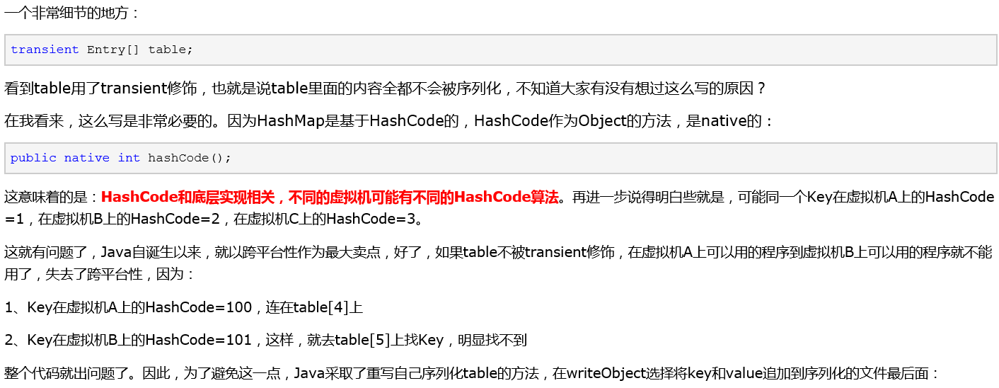 一个非常细节的地方：
transient Entry[] table;
看到table用了transient修饰，也就是说table里面的内容全都不会被序列化，不知道大家有没有想过这么写的原因？
在我看来，这么写是非常必要的。因为HashMap是基于HashCode的，HashCode作为Object的方法，是native的：
public native int hashCode();
这意味着的是：HashCode和底层实现相关，不同的虚拟机可能有不同的HashCode算法。再进一步说得明白些就是，可能同一个Key在虚拟机A上的HashCode
=1，在虚拟机B上的HashCode=2，在虚拟机C上的HashCode=3。
这就有问题了，Java自诞生以来，就以跨平台性作为最大卖点，好了，如果table不被transient修饰，在虚拟机A上可以用的程序到虚拟机B上可以用的程序就不能
用了，失去了跨平台性，因为：
1、Key在虚拟机A上的HashCode=100，连在table[4]上
2、Key在虚拟机B上的HashCode=101，这样，就去table[5]上找Key，明显找不到
整个代码就出问题了。因此，为了避免这一点，Java采取了重写自己序列化table的方法，在writeObject选择将key和value追加到序列化的文件最后面：